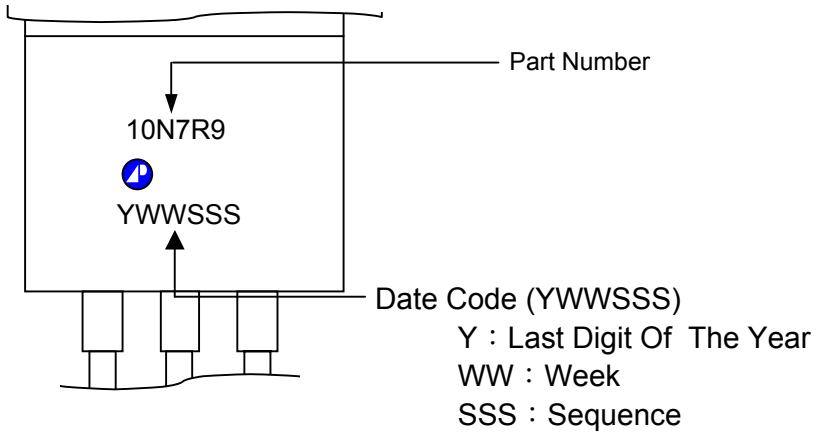 Part Number
10N7R9
YWWSSS
Date Code (YWWSSS)
Y：Last Digit Of The Year
WW：Week
SSS：Sequence